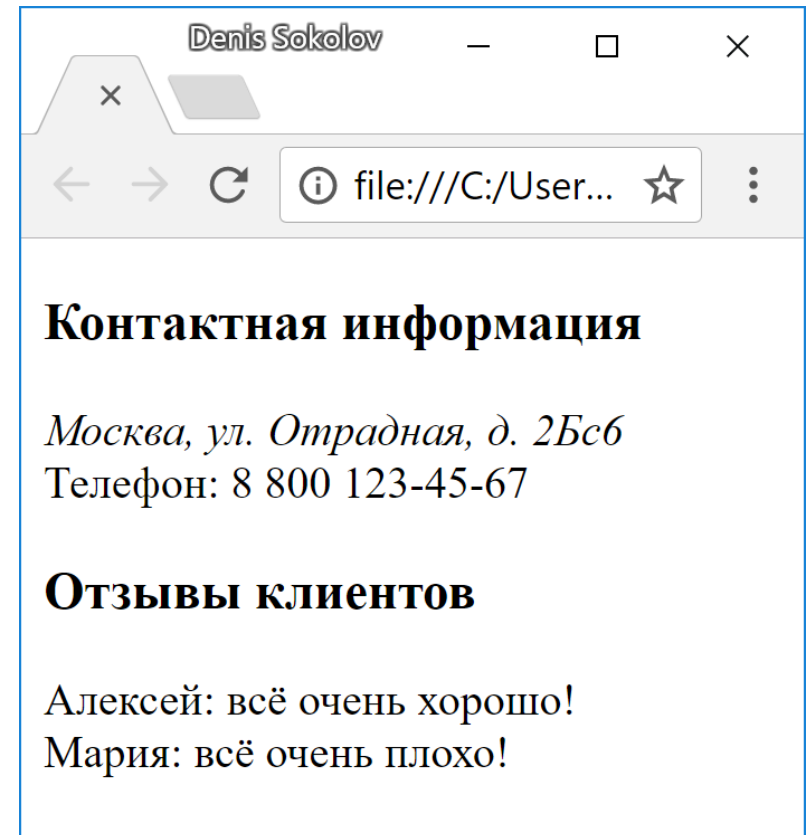 Denis Sokolov
file:///C:/User...
Контактная информация
Москва, ул. Отрадная, д. 2Бс6
Телефон: 8 800 123-45-67
Отзывы клиентов
Алексей: всё очень хорошо!
Мария: всё очень плохо!